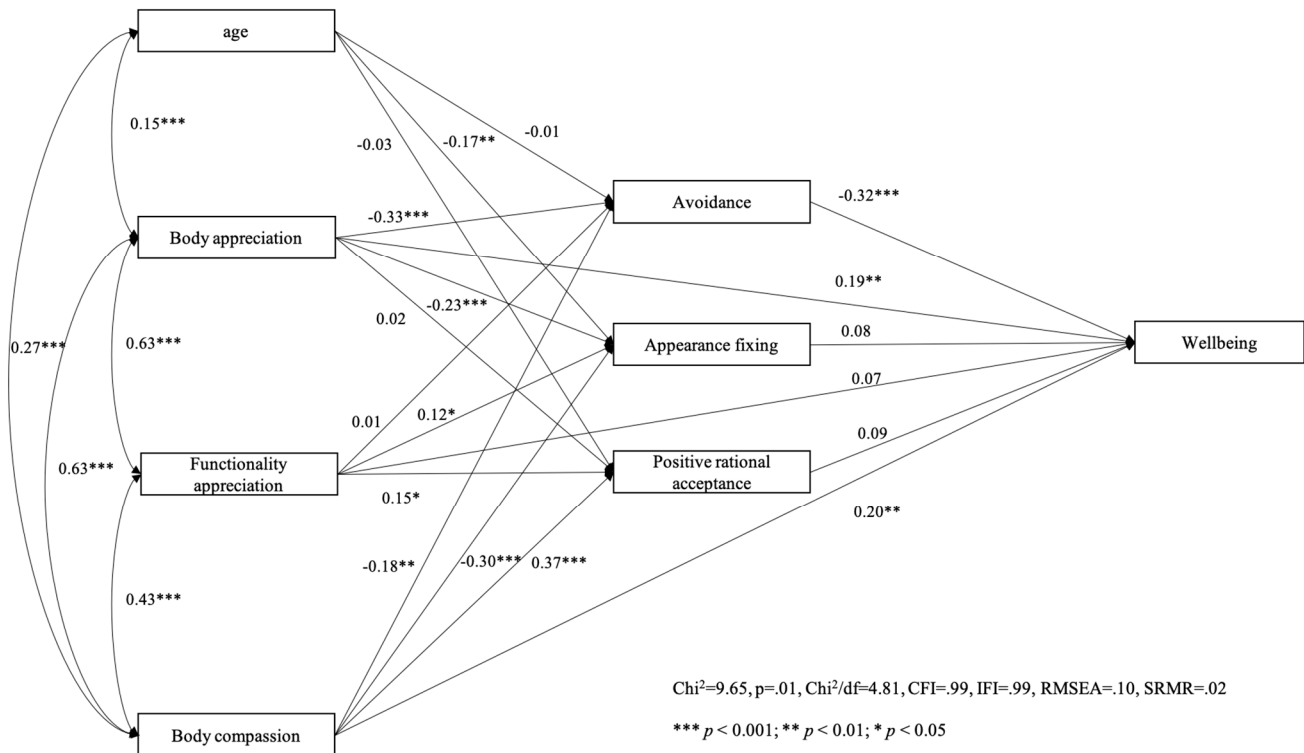 age
0.15***
-0.03
-0.17**
-0.01
Avoidance
-0.32***
-0.33***
Body appreciation
0.19**
0.02
-0.23***
0.27***
0.63***
Appearance fixing
0.08
Wellbeing
0.07
0.01
0.12*
0.09
0.63***
Functionality
appreciation
Positive rational
acceptance
0.15*
0.20**
-0.18**
-0.30***
0.37***
0.43***
Chi²=9.65, p=.01, Chi²/df=4.81, CFI=.99, IFI=.99, RMSEA=.10, SRMR=.02
*** p < 0.001; ** p < 0.01; * p < 0.05
Body compassion